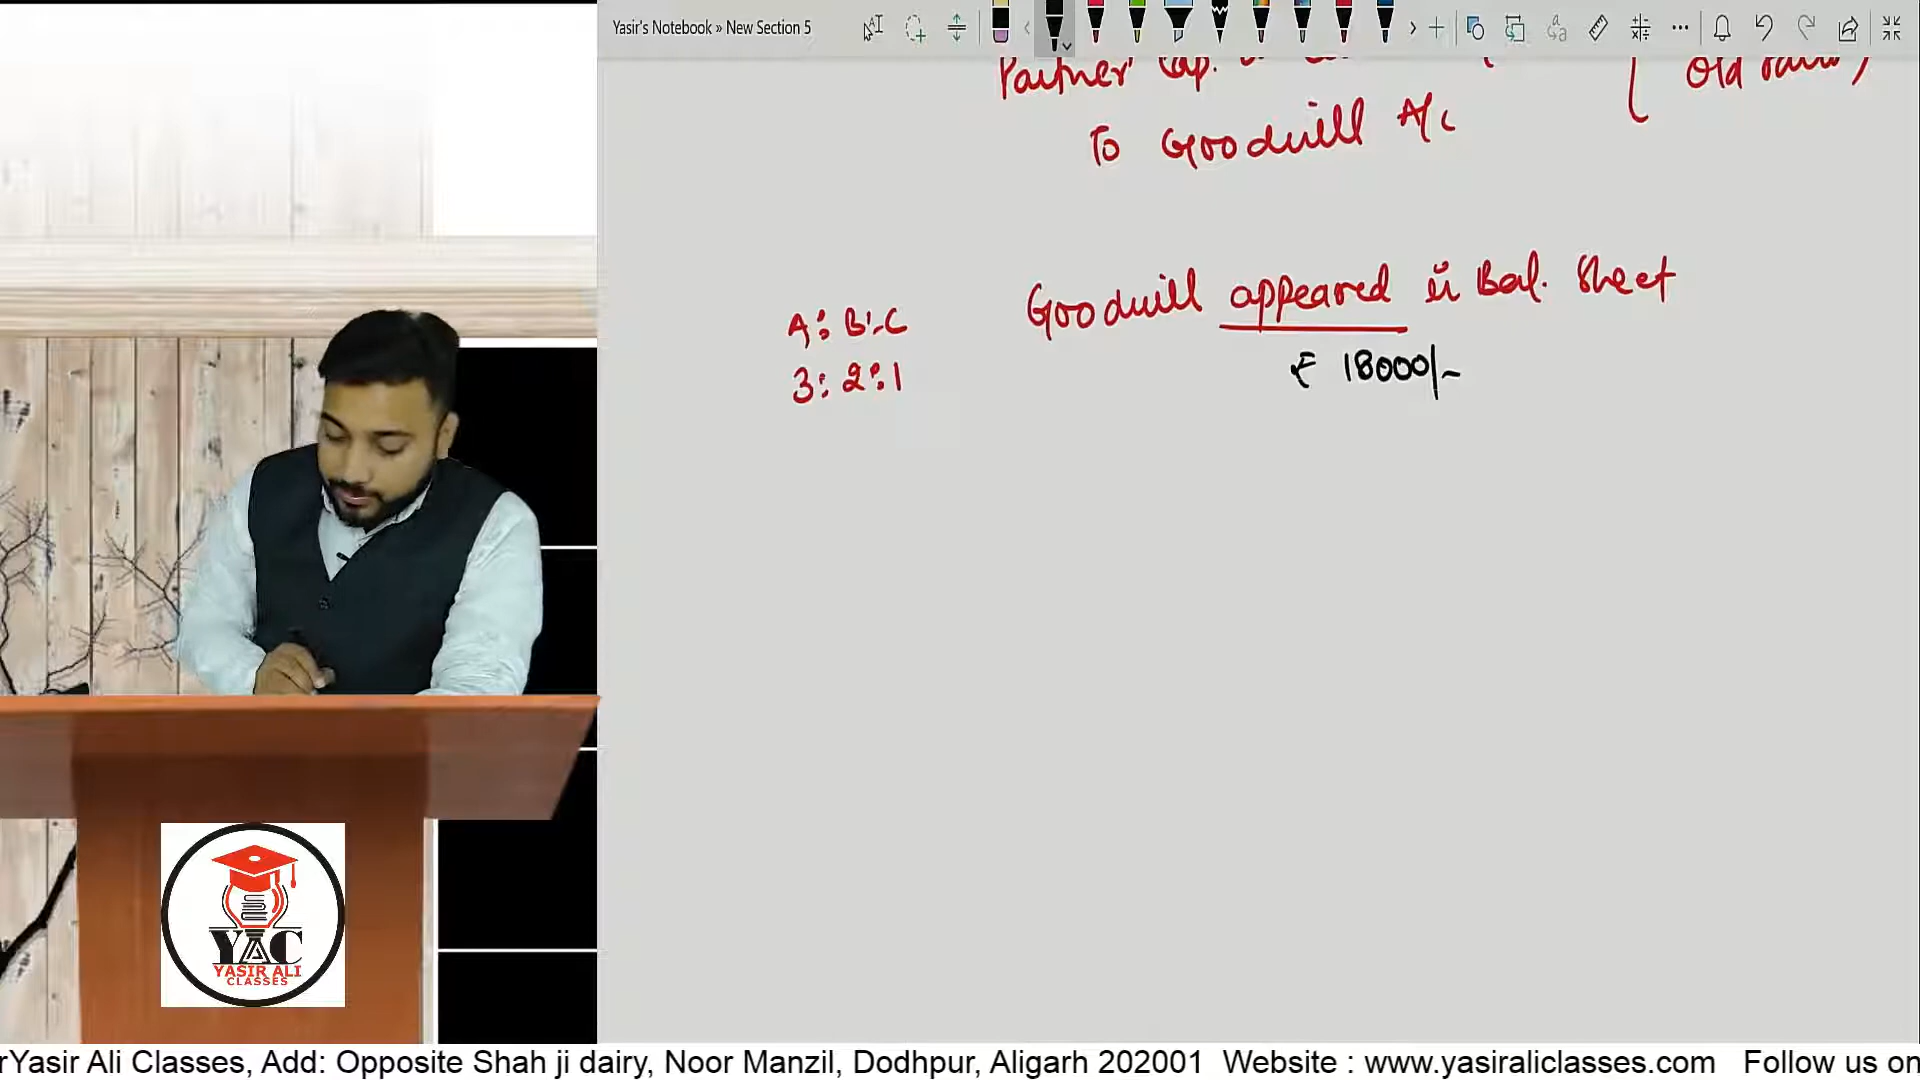 Yasir's Notebook » New Section 5
Partner' Cap.
Old
To Goodwill A/c
Goodwill appeared in Bal. Sheet
₹ 18000/-
A : B : C
3 : 2 : 1
YAC
YASIR ALI
CLASSES
rYasir Ali Classes, Add: Opposite Shah ji dairy, Noor Manzil, Dodhpur, Aligarh 202001 Website : www.yasiraliclasses.com Follow us on